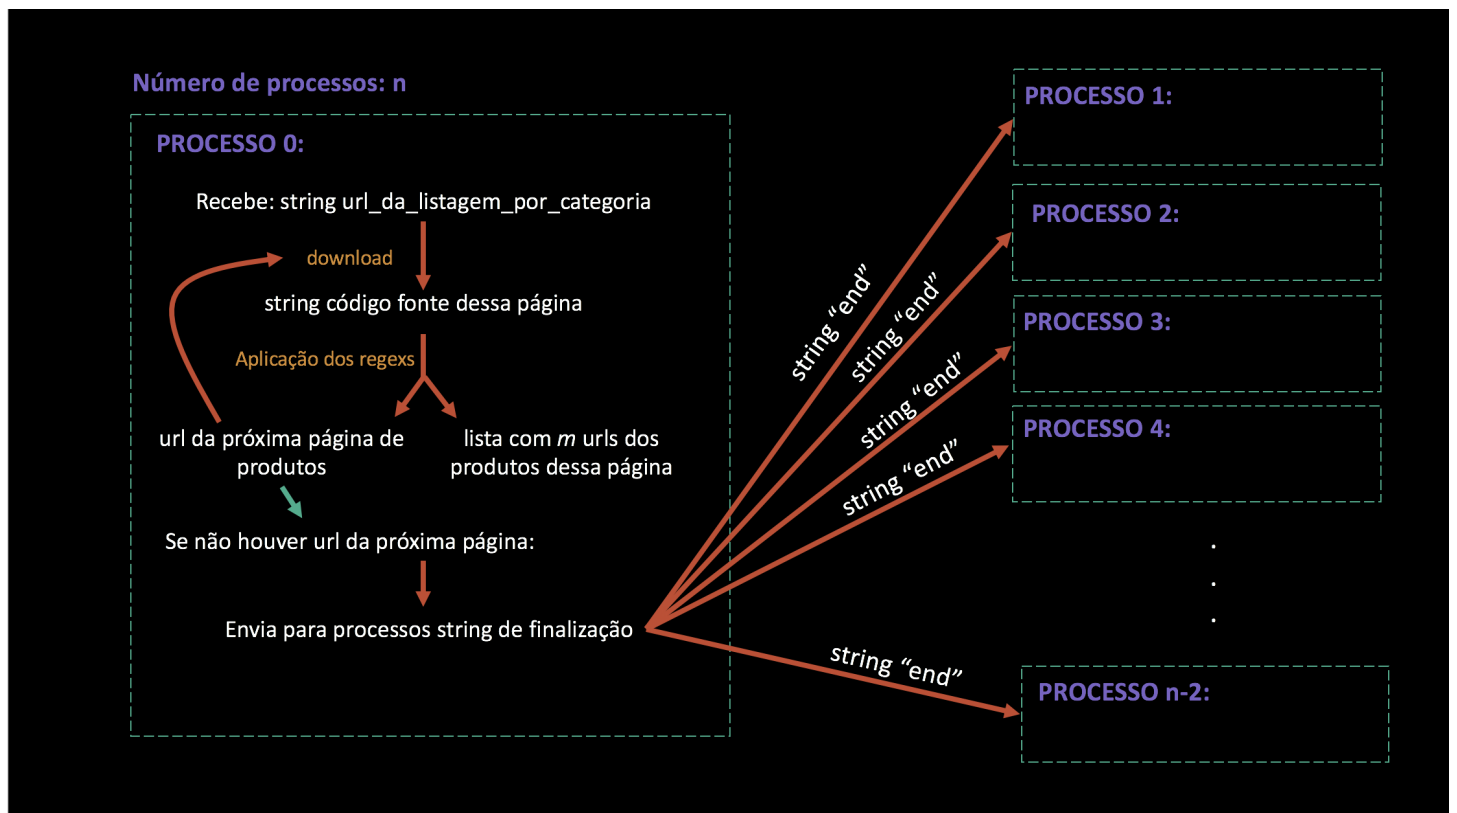 Número de processos: n
PROCESSO 0:
Recebe: string url_da_listagem_por_categoria
download
string código fonte dessa página
Aplicação dos regexs
url da próxima página de
produtos
lista com m urls dos
produtos dessa página
Se não houver url da próxima página:
Envia para processos string de finalização
string “end”
string “end”
string “end”
string “end”
string “end”
PROCESSO 1:
PROCESSO 2:
PROCESSO 3:
PROCESSO 4:
.
.
.
PROCESSO n-2: